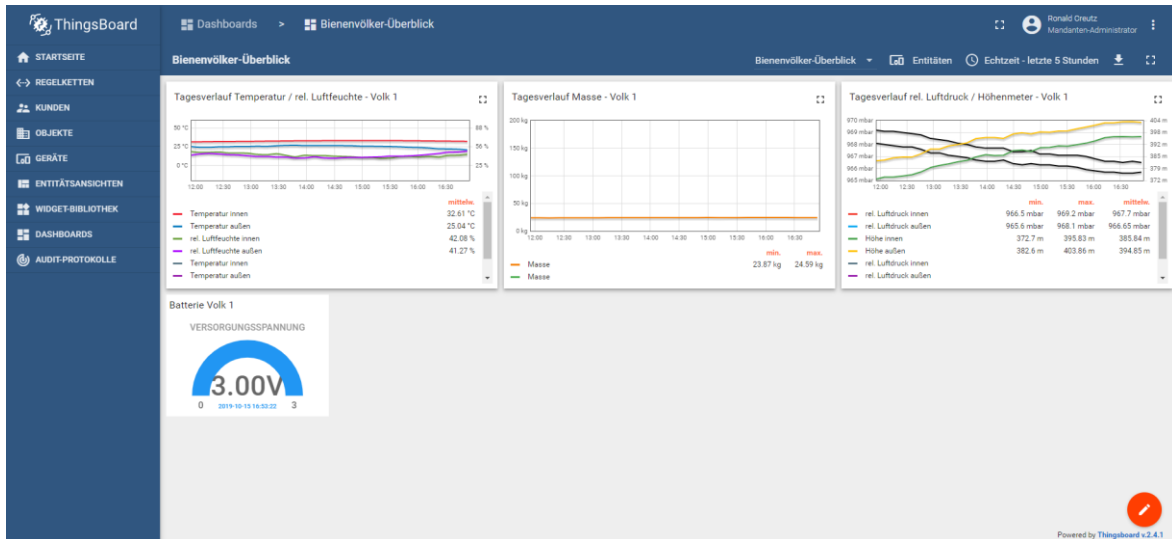 ThingsBoard
Dashboards > Bienenvölker-Überblick
Ronald Creutz
Mandanten-Administrator
STARTSEITE
REGELKETTEN
KUNDEN
OBJEKTE
GERÄTE
ENTITÄTSANSICHTEN
WIDGET-BIBLIOTHEK
DASHBOARDS
AUDIT-PROTOKOLLE
Bienenvölker-Überblick
Bienenvölker-Überblick Entitäten Echtzeit - letzte 5 Stunden
Tagesverlauf Temperatur / rel. Luftfeuchte - Volk 1
50 °C
25 °C
0 °C
88 %
50 %
25 %
12:00 12:30 13:00 13:30 14:00 14:30 15:00 15:30 16:00 16:30
mittelw.
Temperatur innen 32.61 °C
Temperatur außen 25.04 °C
rel. Luftfeuchte innen 42.08 %
rel. Luftfeuchte außen 41.27 %
Temperatur innen
Temperatur außen
Tagesverlauf Masse - Volk 1
200 kg
150 kg
100 kg
50 kg
0 kg
12:00 12:30 13:00 13:30 14:00 14:30 15:00 15:30 16:00 16:30
min. max.
Masse 23.87 kg 24.59 kg
Masse
Tagesverlauf rel. Luftdruck / Höhenmeter - Volk 1
970 mbar
969 mbar
968 mbar
967 mbar
966 mbar
965 mbar
404 m
398 m
392 m
385 m
379 m
372 m
12:00 12:30 13:00 13:30 14:00 14:30 15:00 15:30 16:00 16:30
min. max. mittelw.
rel. Luftdruck innen 966.5 mbar 969.2 mbar 967.7 mbar
rel. Luftdruck außen 965.6 mbar 968.1 mbar 966.65 mbar
Höhe innen 372.7 m 395.83 m 385.84 m
Höhe außen 382.6 m 403.86 m 394.85 m
rel. Luftdruck innen
rel. Luftdruck außen
Batterie Volk 1
VERSORGUNGSSPANNUNG
3.00V
0 2019-10-15 16:53:22 3
Powered by Thingsboard v.2.4.1